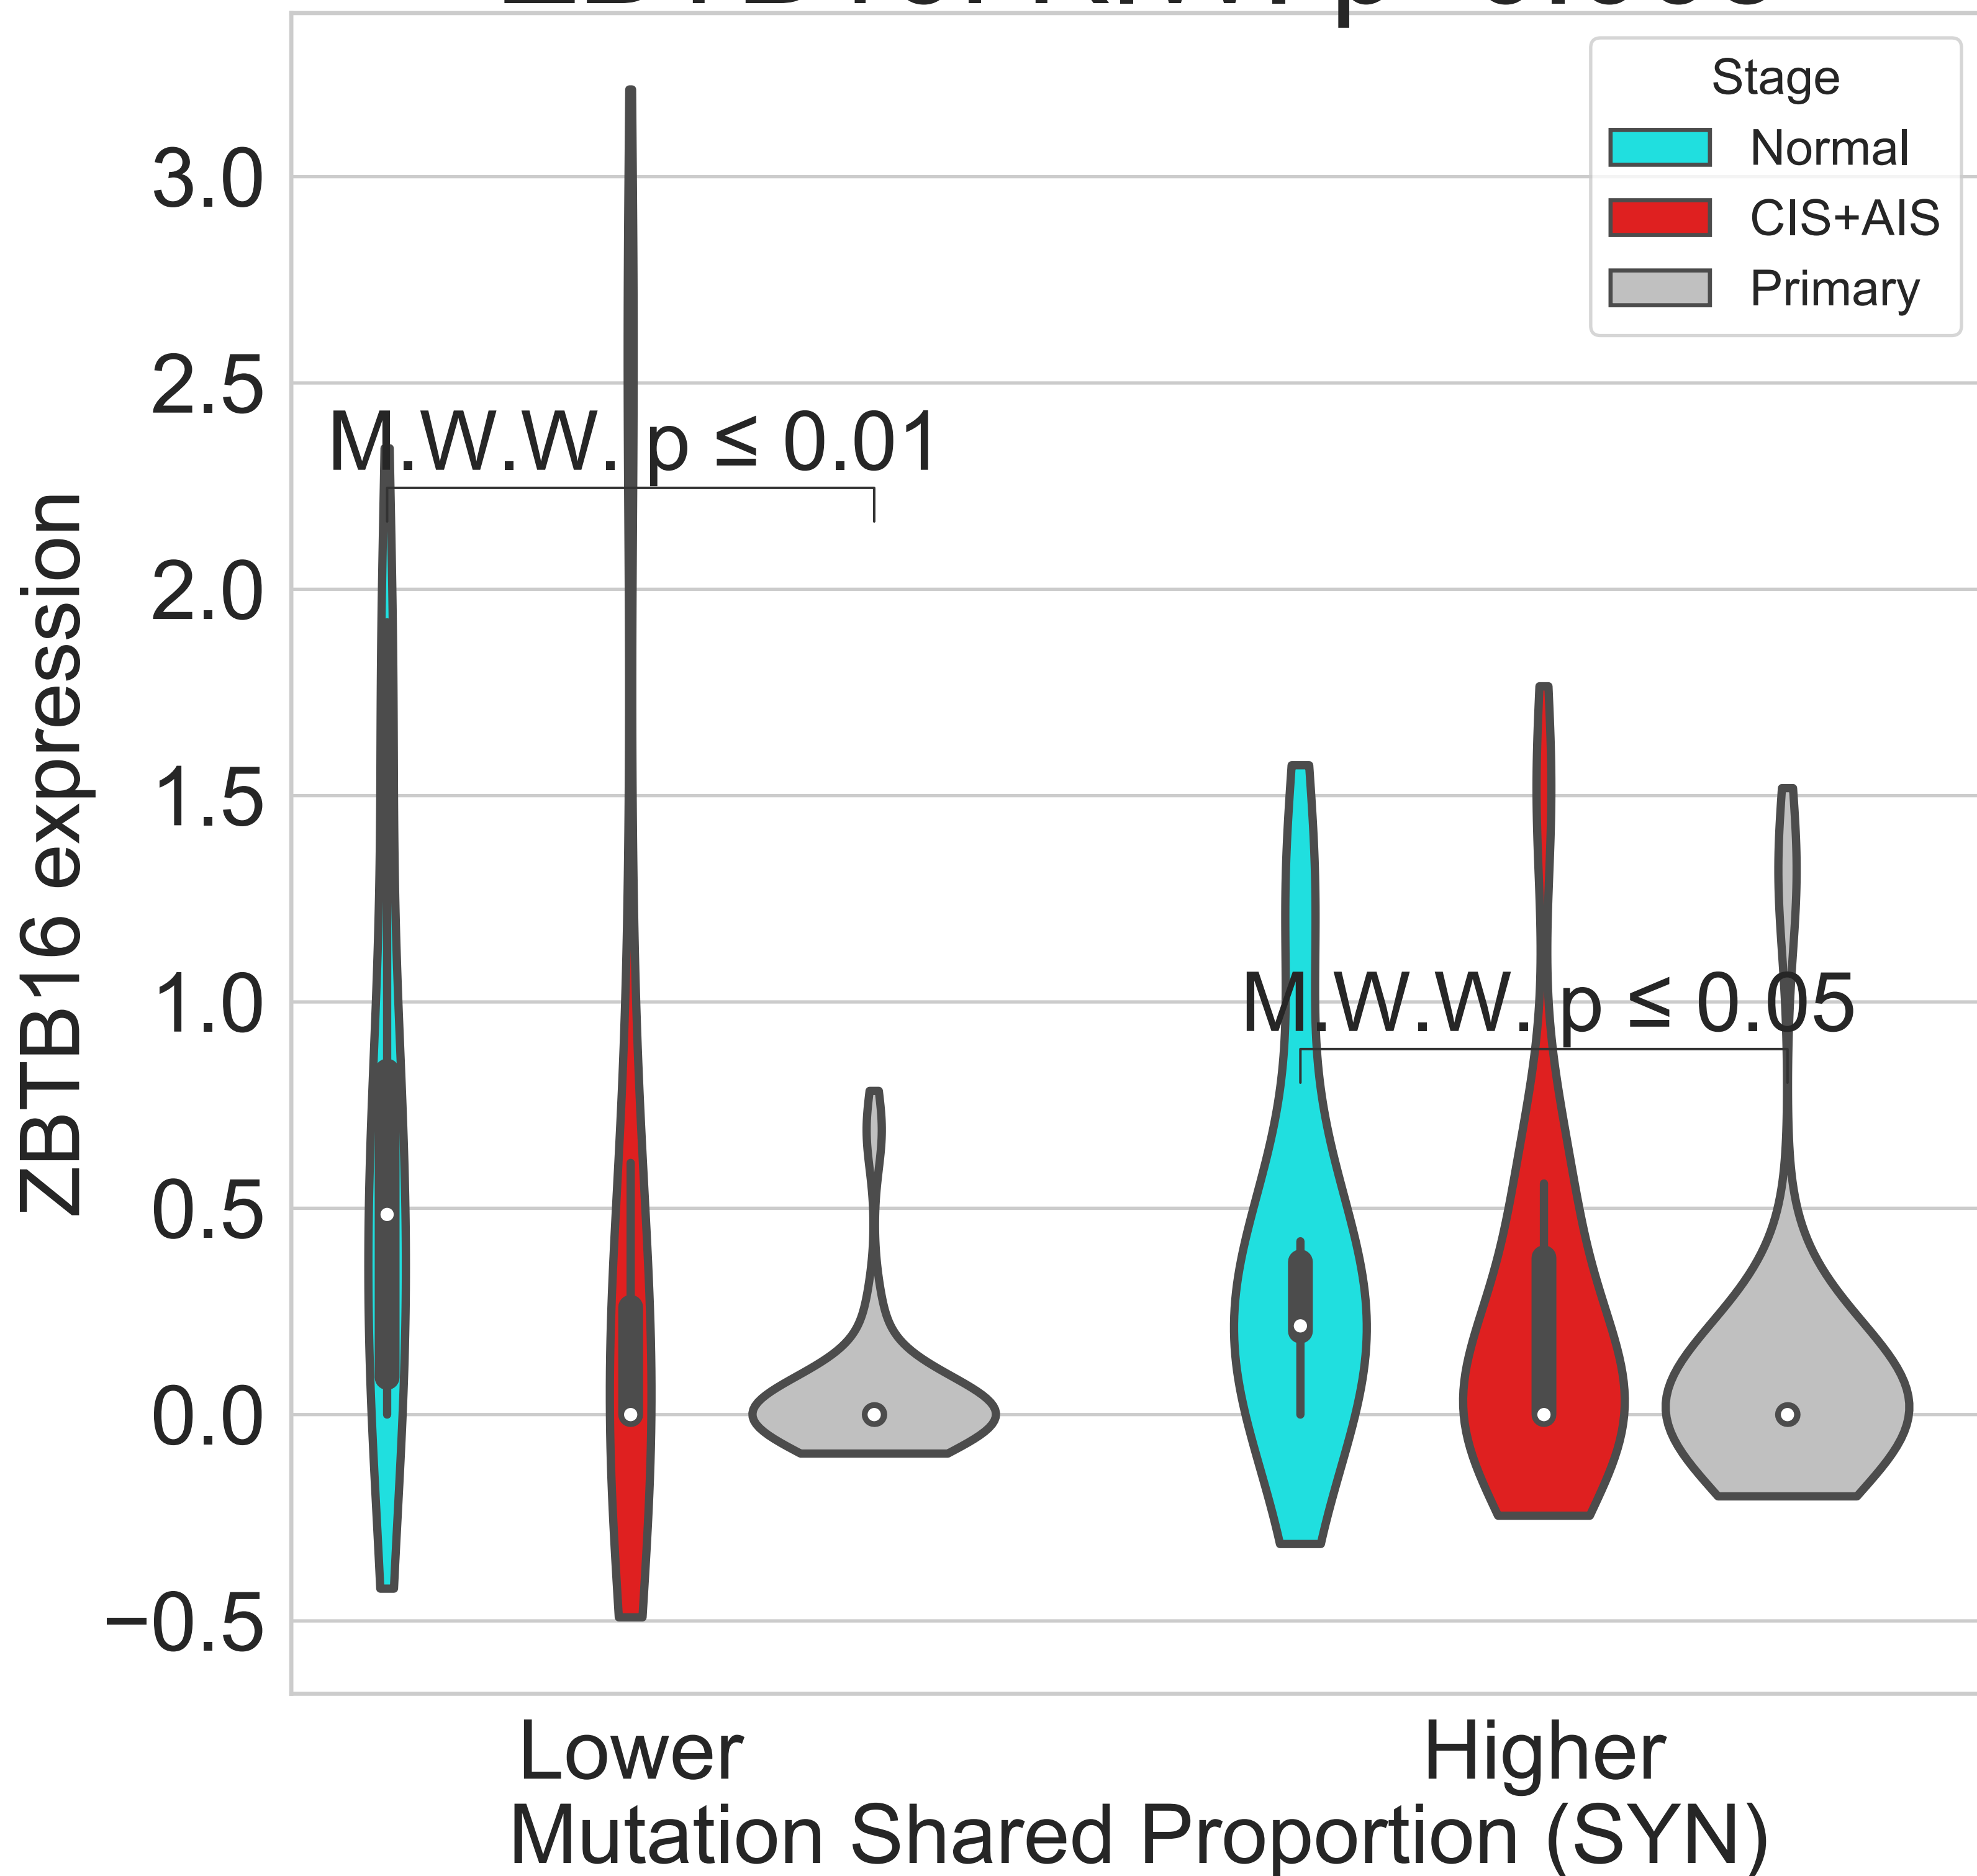 Stage
Normal
CIS+AIS
Primary
3.0
2.5
2.0
1.5
1.0
0.5
0.0
−0.5
ZBTB16 expression
M.W.W. p ≤ 0.01
M.W.W. p ≤ 0.05
Lower
Higher
Mutation Shared Proportion (SYN)